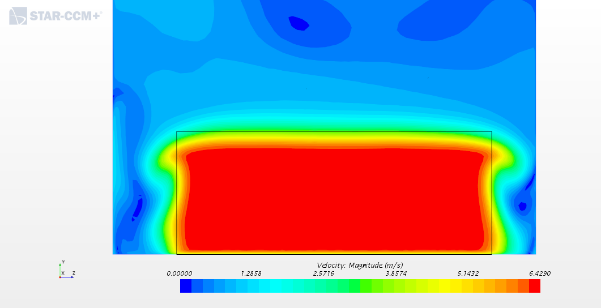 STAR-CCM+
Velocity: Magnitude (m/s)
0.00000 1.2858 2.5716 3.8574 5.1432 6.4290
Y
X Z